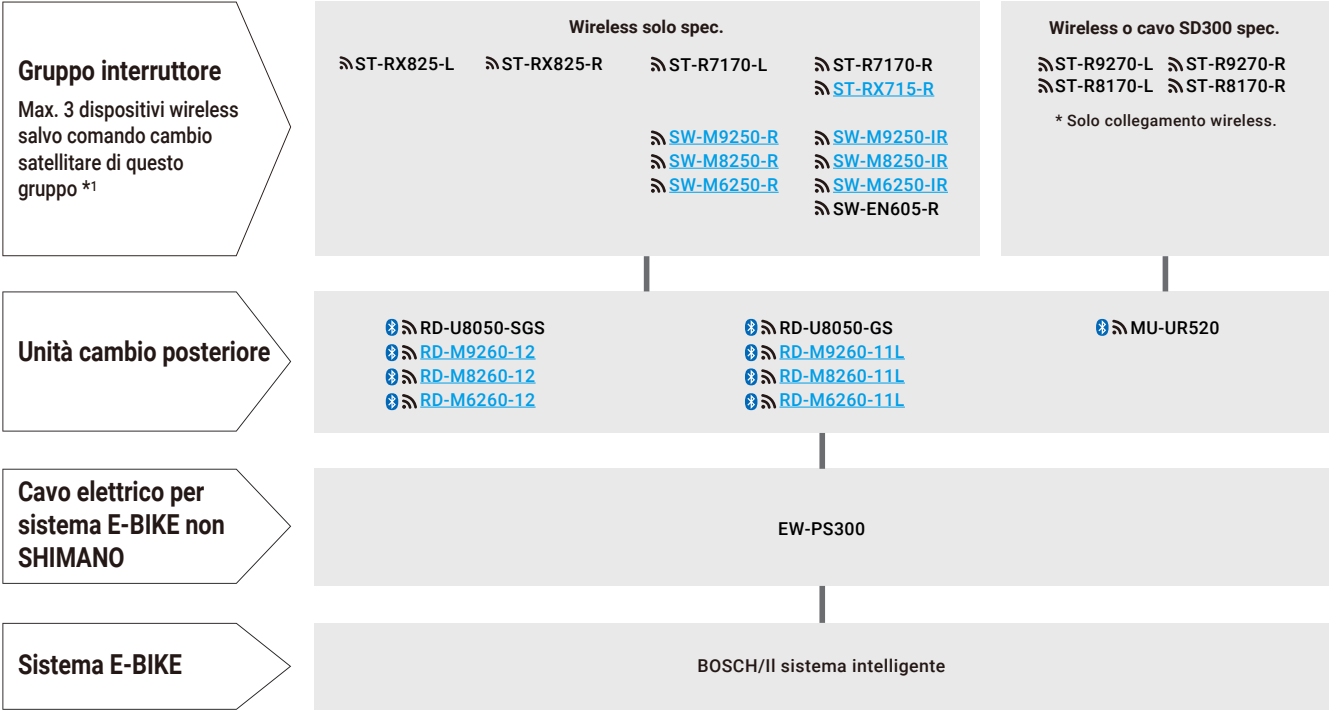 Gruppo interruttore
Max. 3 dispositivi wireless
salvo comando cambio
satellitare di questo
gruppo *1
Wireless solo spec.
ST-RX825-L ST-RX825-R ST-R7170-L ST-R7170-R
ST-RX715-R
SW-M9250-R SW-M9250-IR
SW-M8250-R SW-M8250-IR
SW-M6250-R SW-M6250-IR
SW-EN605-R
Wireless o cavo SD300 spec.
ST-R9270-L ST-R9270-R
ST-R8170-L ST-R8170-R
* Solo collegamento wireless.
Unità cambio posteriore
RD-U8050-SGS RD-U8050-GS MU-UR520
RD-M9260-12 RD-M9260-11L
RD-M8260-12 RD-M8260-11L
RD-M6260-12 RD-M6260-11L
Cavo elettrico per
sistema E-BIKE non
SHIMANO
EW-PS300
Sistema E-BIKE
BOSCH/Il sistema intelligente